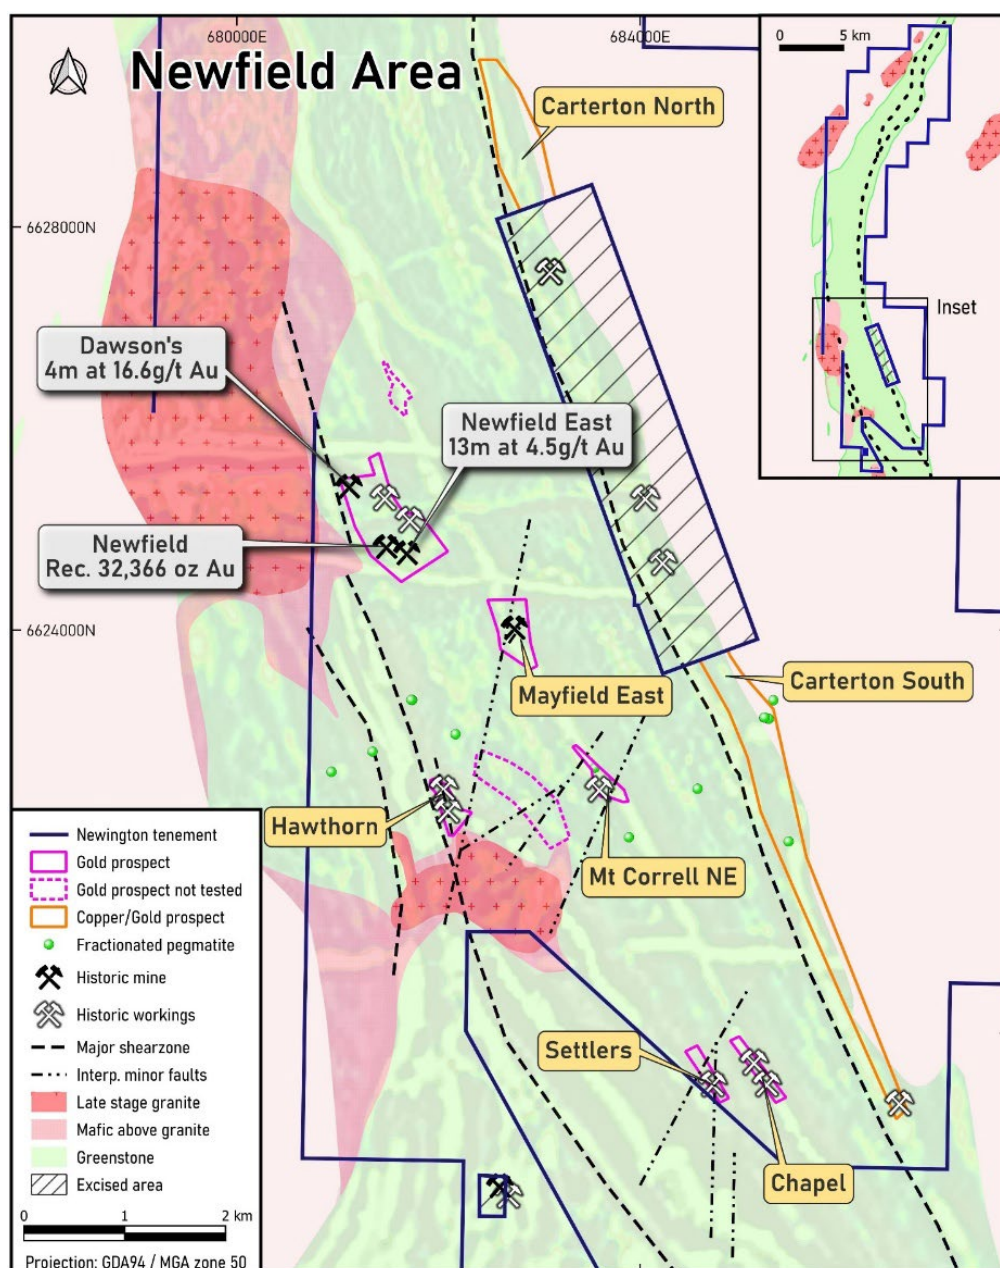 680000E
684000E
Newfield Area
0 5 km
Carterton North
6628000N
Inset
Dawson's
4m at 16.6g/t Au
Newfield East
13m at 4.5g/t Au
Newfield
Rec. 32,366 oz Au
6624000N
Carterton South
Mayfield East
Hawthorn
Mt Correll NE
Newington tenement
Gold prospect
Gold prospect not tested
Copper/Gold prospect
Fractionated pegmatite
Historic mine
Historic workings
Major shearzone
Interp. minor faults
Late stage granite
Mafic above granite
Greenstone
Excised area
0 1 2 km
Projection: GDA94 / MGA zone 50
Settlers
Chapel